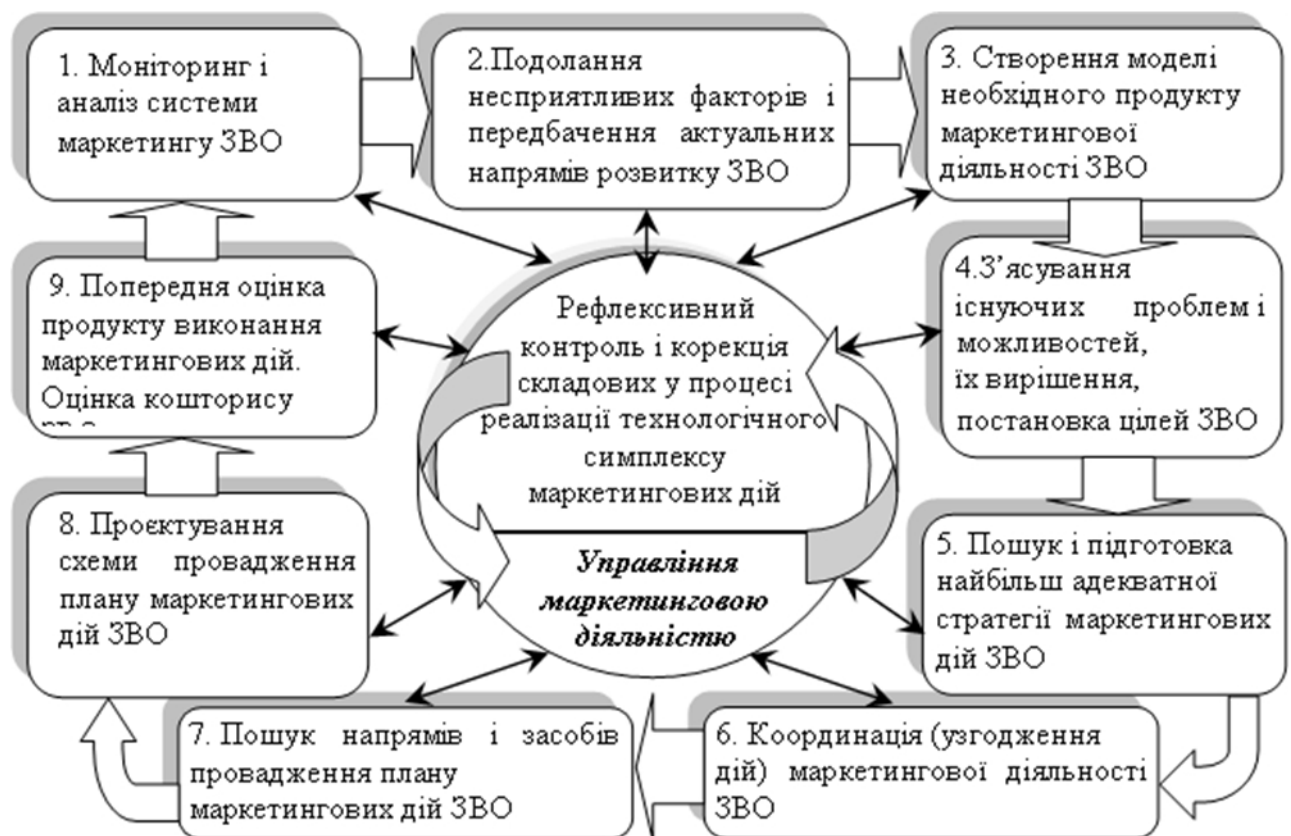 1. Моніторинг і
аналіз системи
маркетингу ЗВО
2.Подолання
несприятливих факторів і
передбачення актуальних
напрямів розвитку ЗВО
3. Створення моделі
необхідного продукту
маркетингової
діяльності ЗВО
4.З’ясування
існуючих проблем і
можливостей,
їх вирішення,
постановка цілей ЗВО
5. Пошук і підготовка
найбільш адекватної
стратегії маркетингових
дій ЗВО
6. Координація (узгодження
дій) маркетингової діяльності
ЗВО
7. Пошук напрямів і засобів
провадження плану
маркетингових дій ЗВО
8. Проєктування
схеми провадження
плану маркетингових
дій ЗВО
9. Попередня оцінка
продукту виконання
маркетингових дій.
Оцінка кошторису
Рефлексивний
контроль і корекція
складових у процесі
реалізації технологічного
симплексу
маркетингових дій
Управління
маркетинговою
діяльністю